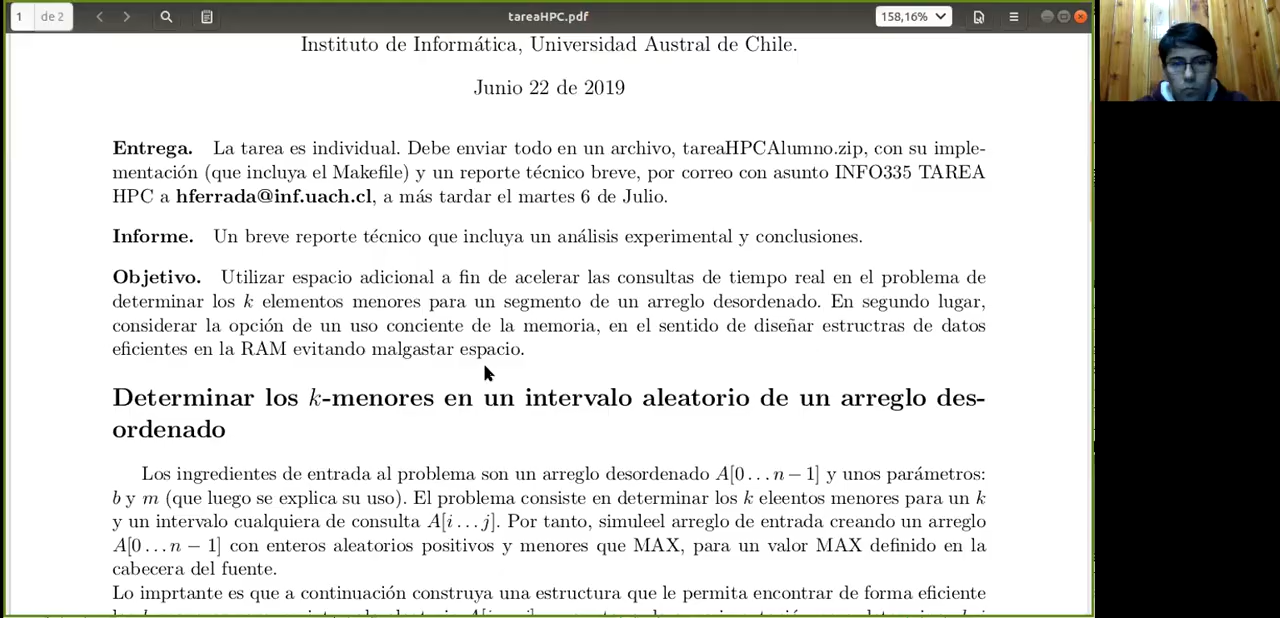 1 de 2 tareaHPC.pdf 158,16%
Instituto de Informática, Universidad Austral de Chile.
Junio 22 de 2019
Entrega. La tarea es individual. Debe enviar todo en un archivo, tareaHPCAlumno.zip, con su imple-
mentación (que incluya el Makefile) y un reporte técnico breve, por correo con asunto INFO335 TAREA
HPC a hferrada@inf.uach.cl, a más tardar el martes 6 de Julio.
Informe. Un breve reporte técnico que incluya un análisis experimental y conclusiones.
Objetivo. Utilizar espacio adicional a fin de acelerar las consultas de tiempo real en el problema de
determinar los k elementos menores para un segmento de un arreglo desordenado. En segundo lugar,
considerar la opción de un uso conciente de la memoria, en el sentido de diseñar estructras de datos
eficientes en la RAM evitando malgastar espacio.
Determinar los k-menores en un intervalo aleatorio de un arreglo des-
ordenado
Los ingredientes de entrada al problema son un arreglo desordenado A[0...n−1] y unos parámetros:
b y m (que luego se explica su uso). El problema consiste en determinar los k eleentos menores para un k
y un intervalo cualquiera de consulta A[i...j]. Por tanto, simuleel arreglo de entrada creando un arreglo
A[0...n − 1] con enteros aleatorios positivos y menores que MAX, para un valor MAX definido en la
cabecera del fuente.
Lo imprtante es que a continuación construya una estructura que le permita encontrar de forma eficiente